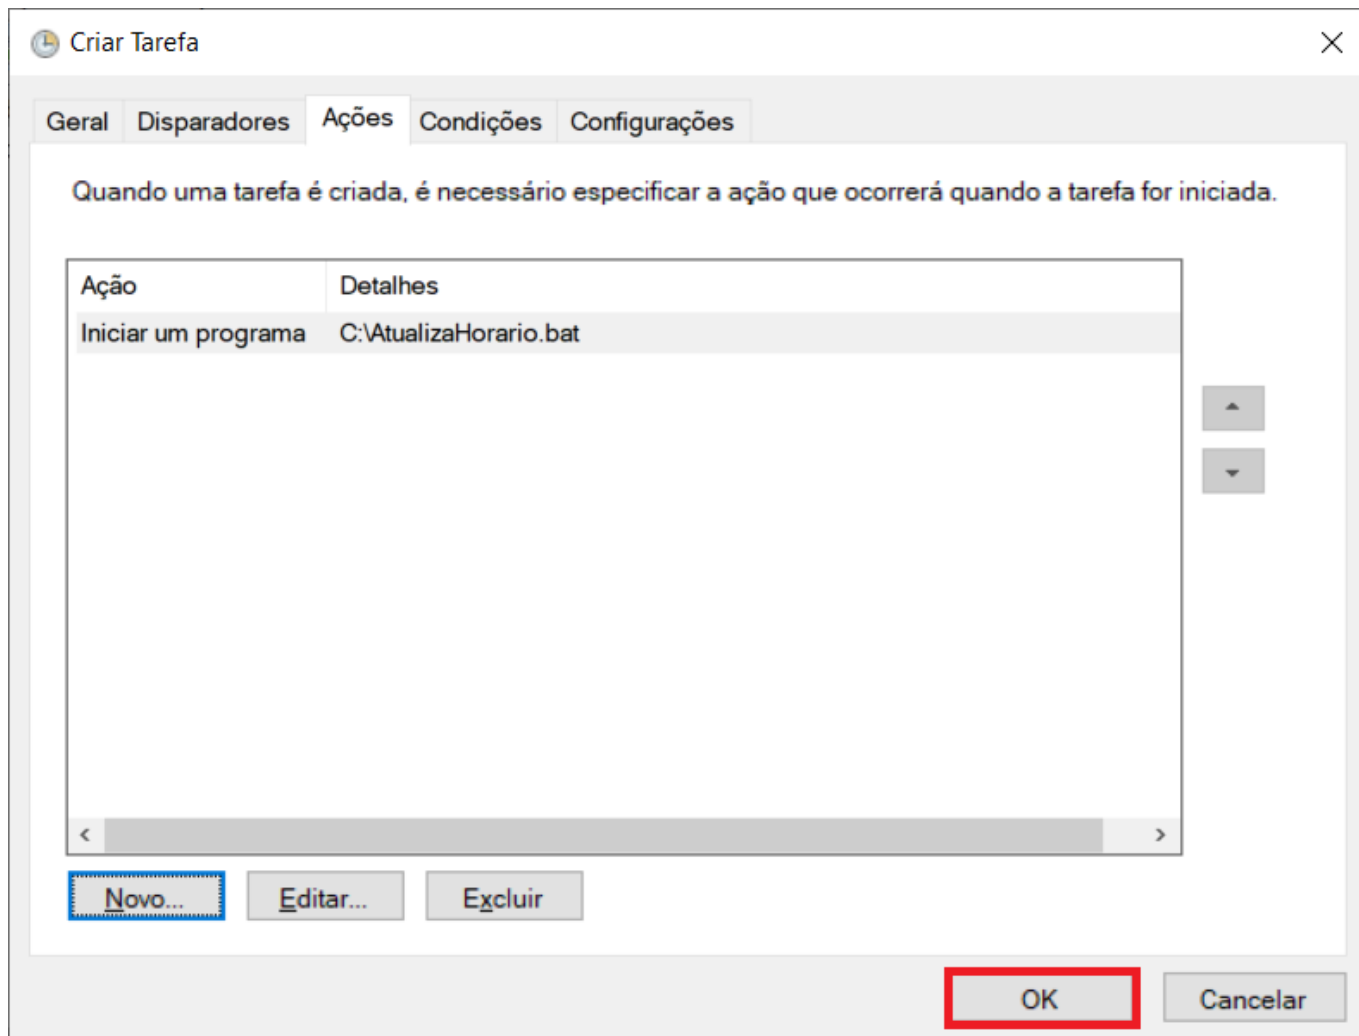 Criar Tarefa
Geral Disparadores Ações Condições Configurações
Quando uma tarefa é criada, é necessário especificar a ação que ocorrerá quando a tarefa for iniciada.
Ação Detalhes
Iniciar um programa C:\AtualizaHorario.bat
Novo... Editar... Excluir
OK Cancelar